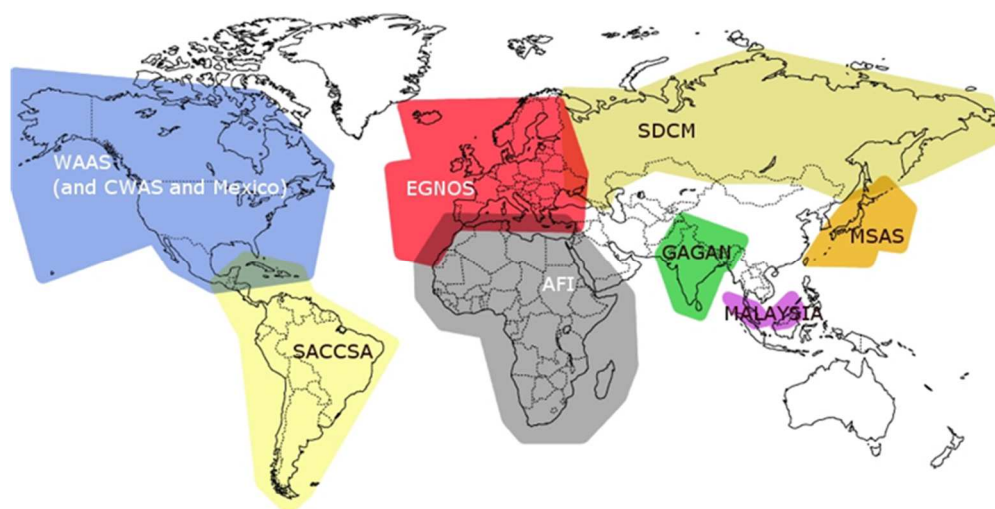 SDCM
WAAS
(and CWAS and Mexico)
EGNOS
MSAS
GAGAN
AFI
MALAYSIA
SACCSA